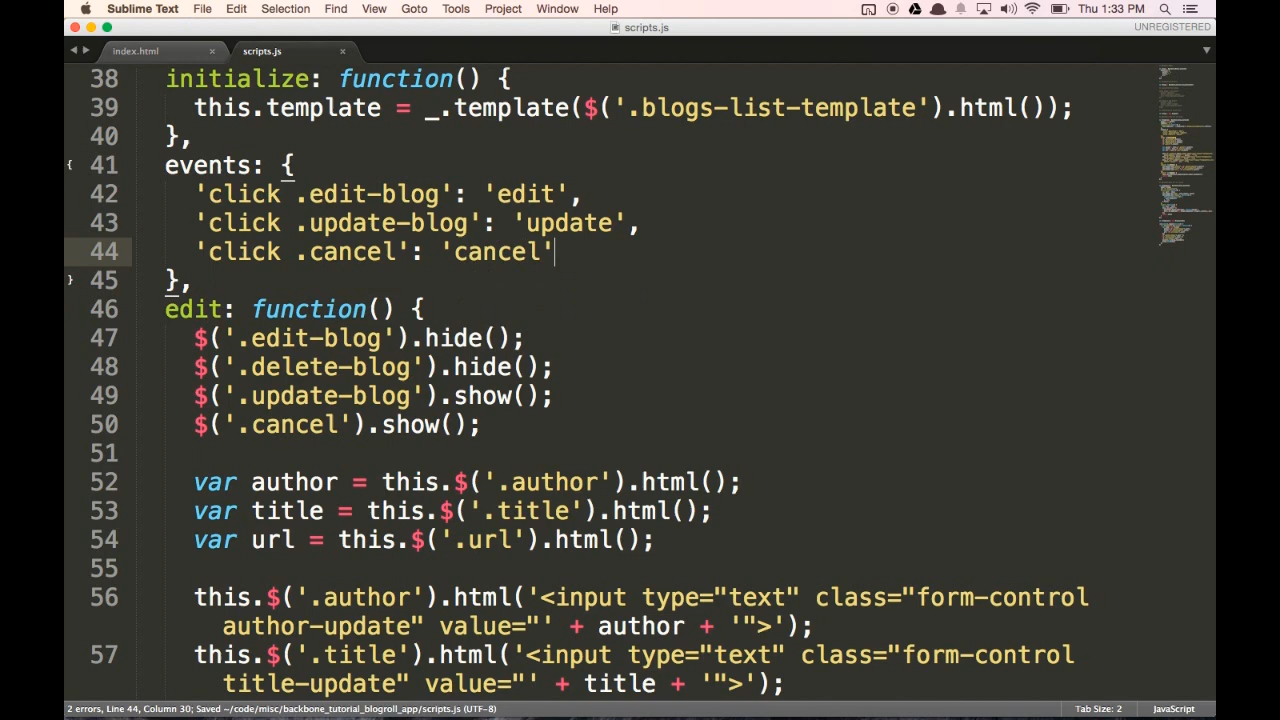 Sublime Text File Edit Selection Find View Goto Tools Project Window Help Thu 1:33 PM
scripts.js UNREGISTERED
index.html × scripts.js ×
38 initialize: function() {
39 this.template = _.template($('.blogs-list-template').html());
40 },
41 events: {
42 'click .edit-blog': 'edit',
43 'click .update-blog': 'update',
44 'click .cancel': 'cancel'
45 },
46 edit: function() {
47 $('.edit-blog').hide();
48 $('.delete-blog').hide();
49 $('.update-blog').show();
50 $('.cancel').show();
51
52 var author = this.$('.author').html();
53 var title = this.$('.title').html();
54 var url = this.$('.url').html();
55
56 this.$('.author').html('<input type="text" class="form-control
author-update" value="' + author + '">');
57 this.$('.title').html('<input type="text" class="form-control
title-update" value="' + title + '">');
2 errors, Line 44, Column 30; Saved ~/code/misc/backbone_tutorial_blogroll_app/scripts.js (UTF-8) Tab Size: 2 JavaScript